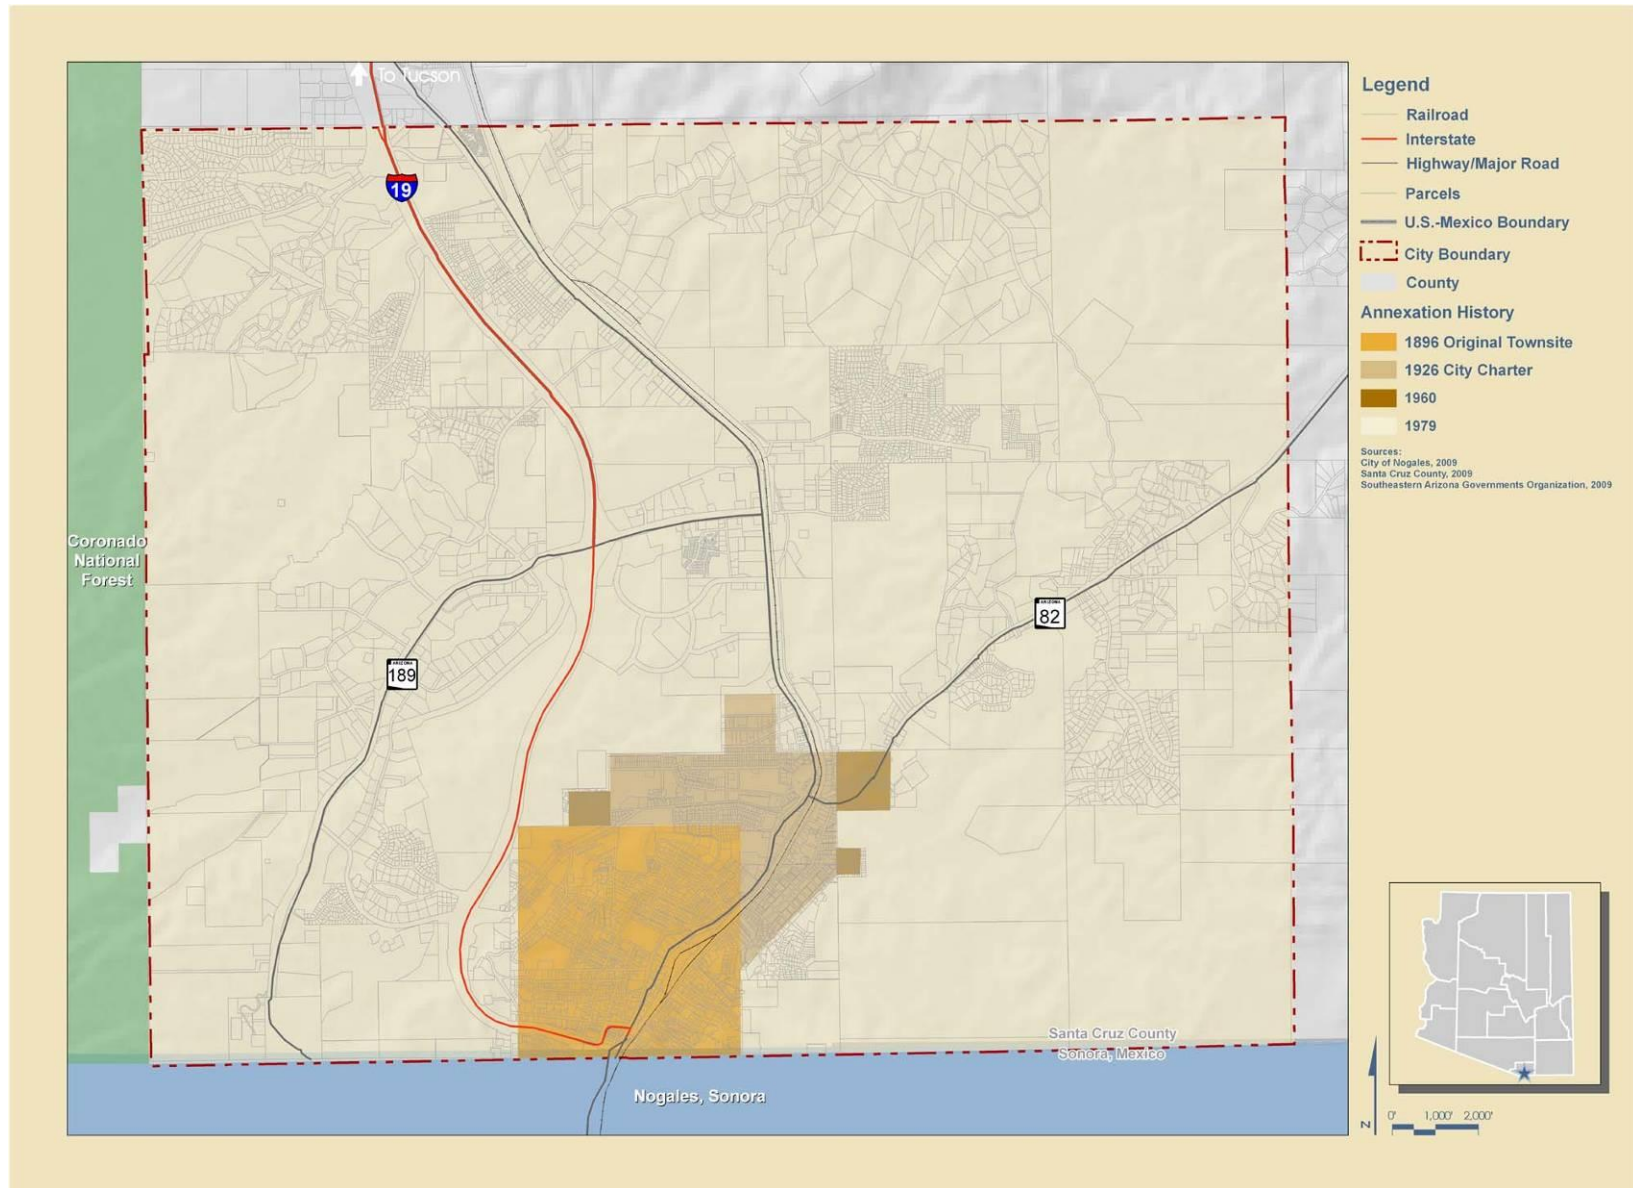 To Tucson
19
Coronado
National
Forest
ARIZONA
189
ARIZONA
82
Santa Cruz County
Sonora, Mexico
Nogales, Sonora
Legend
Railroad
Interstate
Highway/Major Road
Parcels
U.S.-Mexico Boundary
City Boundary
County
Annexation History
1896 Original Townsite
1926 City Charter
1960
1979
Sources:
City of Nogales, 2009
Santa Cruz County, 2009
Southeastern Arizona Governments Organization, 2009
N
0' 1,000' 2,000'